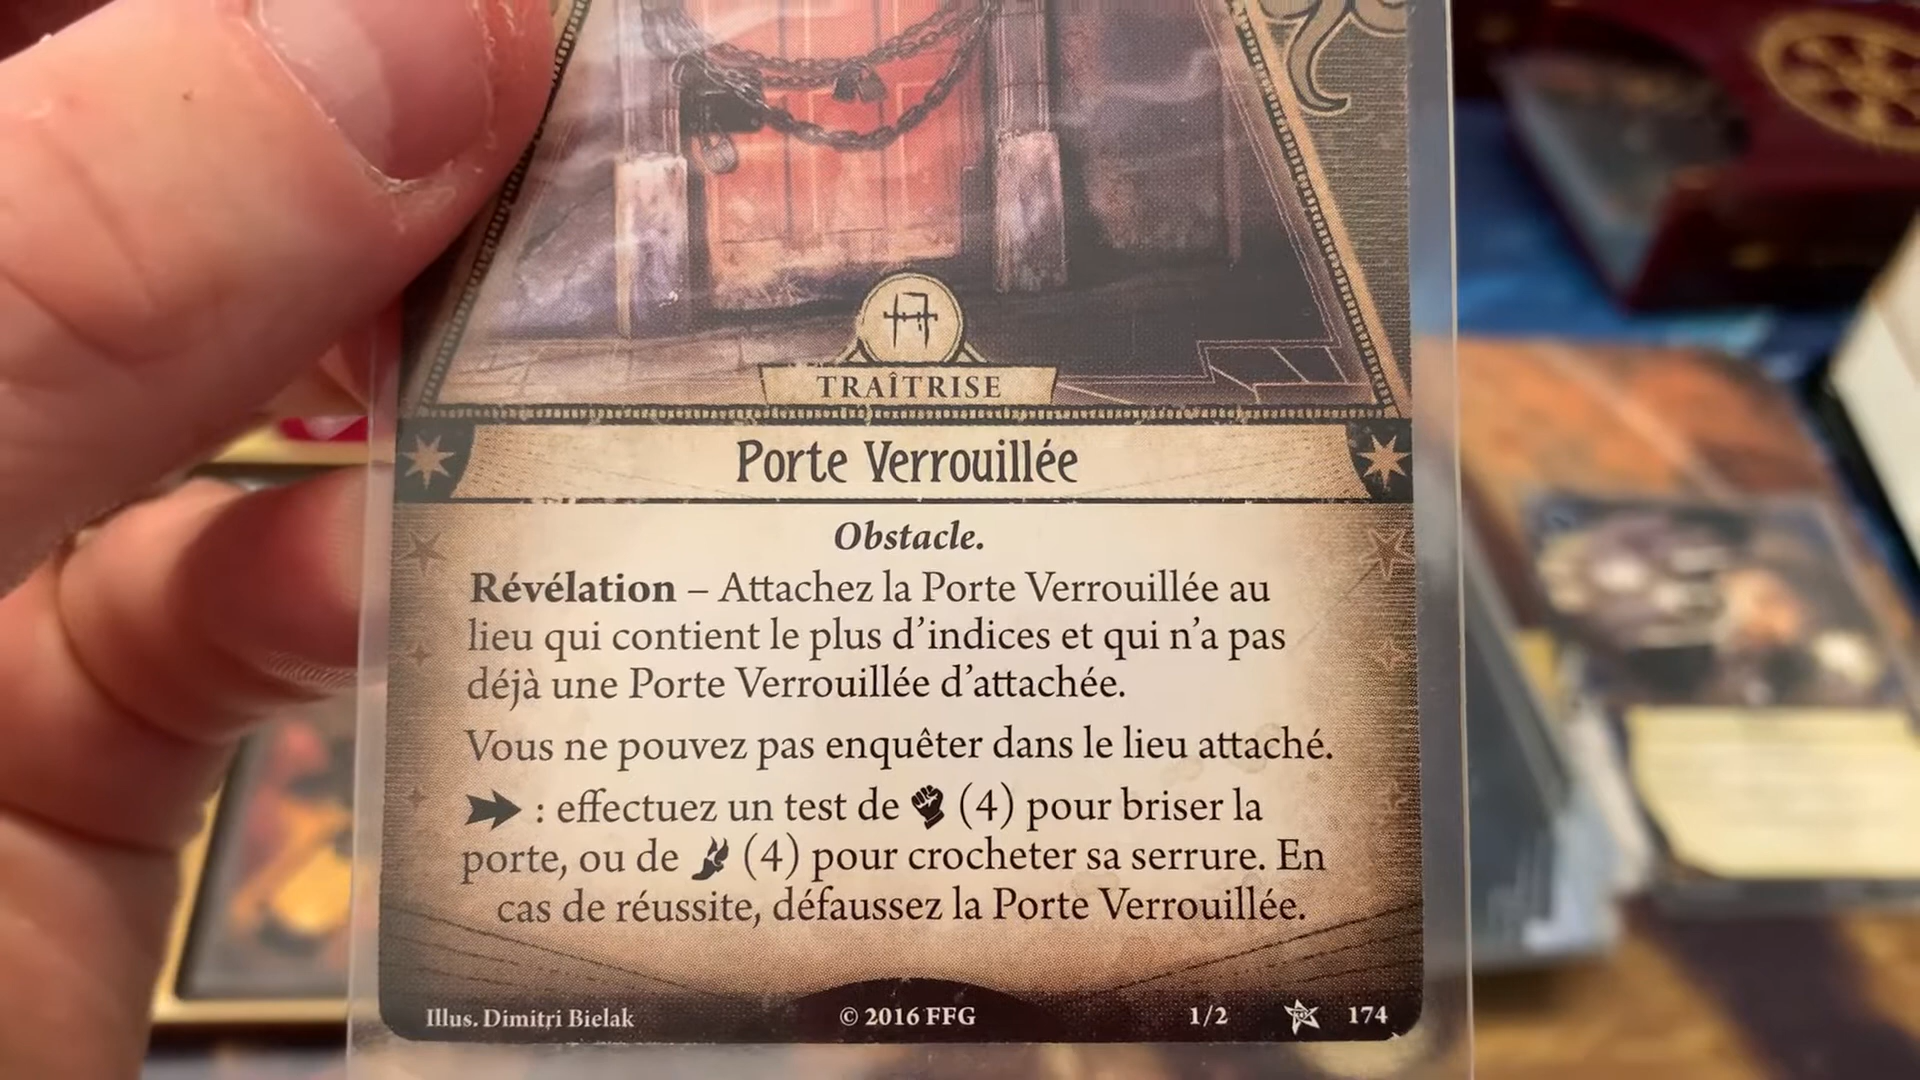 TRAÎTRISE
Porte Verrouillée
Obstacle.
Révélation – Attachez la Porte Verrouillée au
lieu qui contient le plus d’indices et qui n’a pas
déjà une Porte Verrouillée d’attachée.
Vous ne pouvez pas enquêter dans le lieu attaché.
: effectuez un test de (4) pour briser la
porte, ou de (4) pour crocheter sa serrure. En
cas de réussite, défaussez la Porte Verrouillée.
Illus. Dimitri Bielak © 2016 FFG 1/2 174